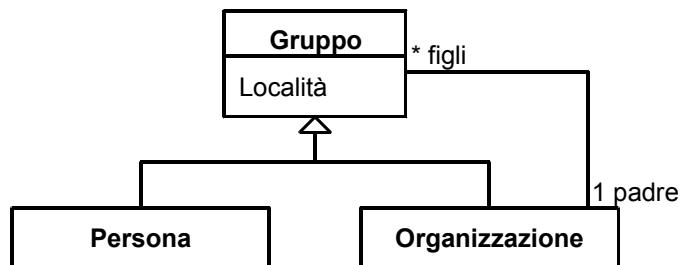 Gruppo
* figli
Località
1 padre
Persona
Organizzazione